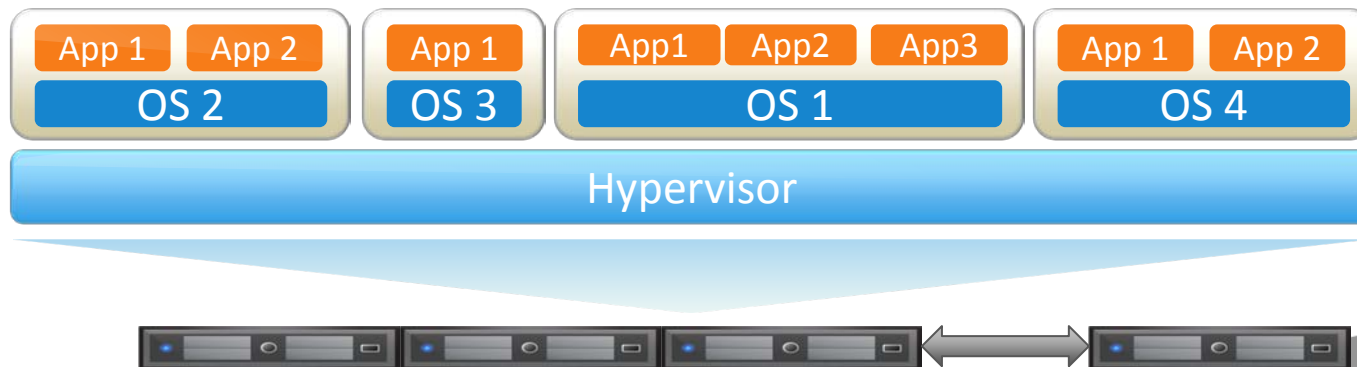 App 1 App 2 App 1 App1 App2 App3 App 1 App 2
OS 2 OS 3 OS 1 OS 4
Hypervisor